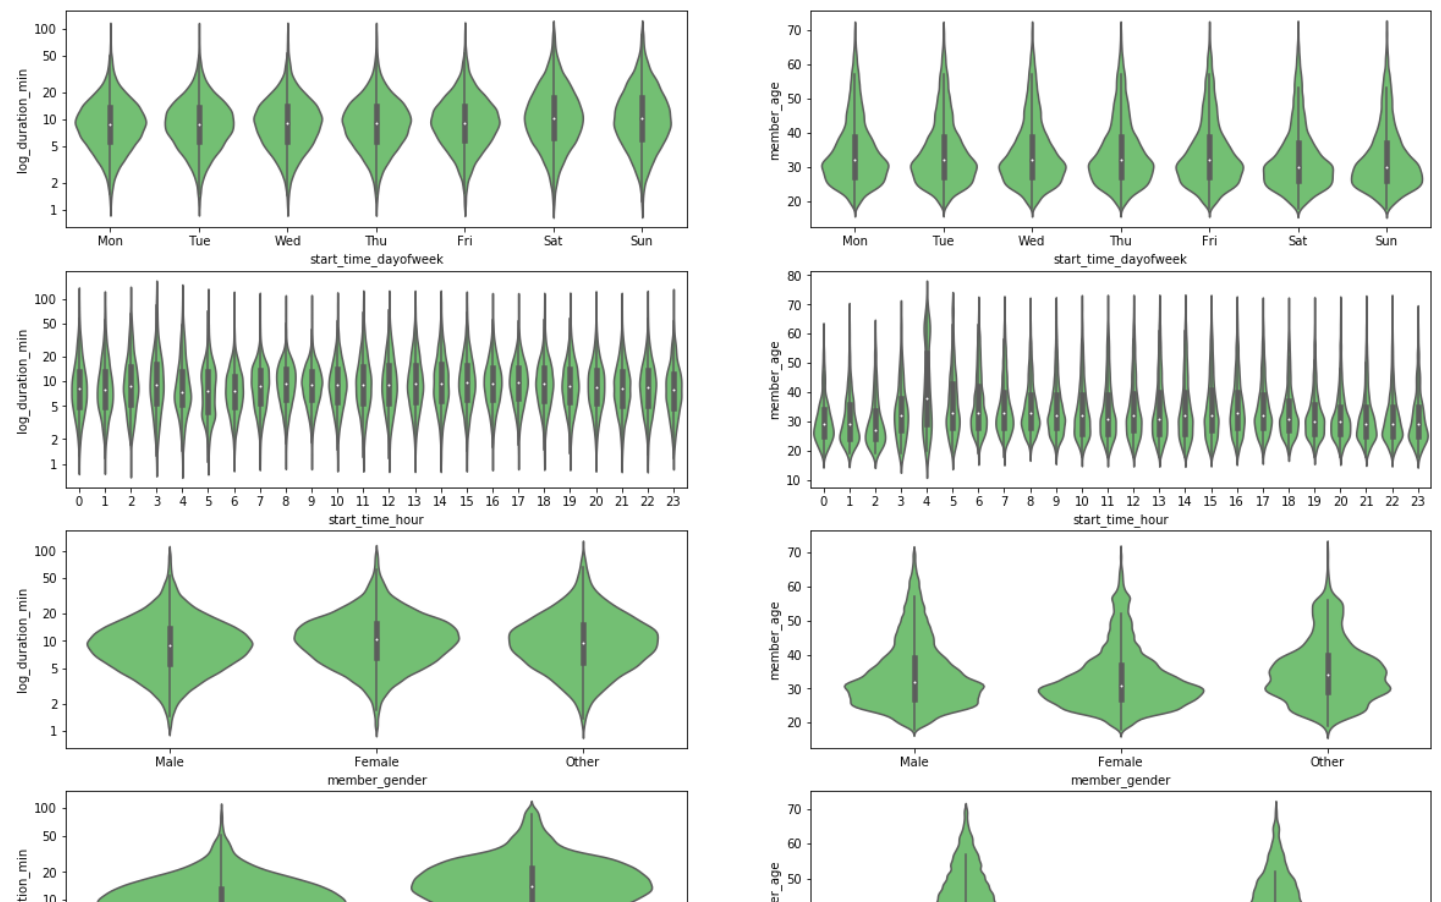 100
50
20
10
5
2
1
log_duration_min
Mon Tue Wed Thu Fri Sat Sun
start_time_dayofweek
70
60
50
40
30
20
member_age
Mon Tue Wed Thu Fri Sat Sun
start_time_dayofweek
100
50
20
10
5
2
1
log_duration_min
0 1 2 3 4 5 6 7 8 9 10 11 12 13 14 15 16 17 18 19 20 21 22 23
start_time_hour
80
70
60
50
40
30
20
10
member_age
0 1 2 3 4 5 6 7 8 9 10 11 12 13 14 15 16 17 18 19 20 21 22 23
start_time_hour
100
50
20
10
5
2
1
log_duration_min
Male Female Other
member_gender
70
60
50
40
30
20
member_age
Male Female Other
member_gender
100
50
20
10
tion_min
70
60
50
er_age